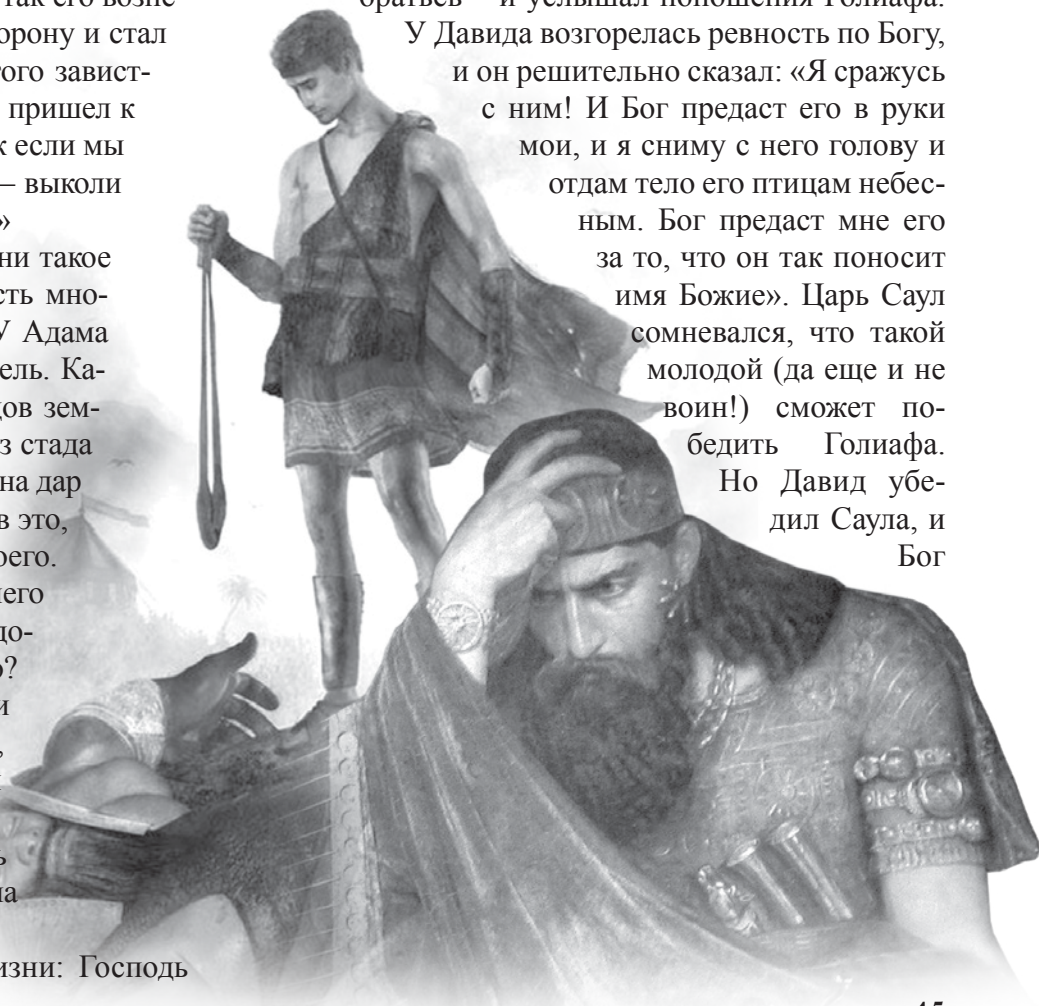 так его возне
орону и стал
ого завист-
пришел к
к если мы
– выколи
»
ни такое
сть мно-
У Адама
ель. Ка-
дов зем-
з стада
на дар
в это,
оего.
него
до-
о?
и
,
ь
на
изни: Господь
братьев – и услышал поношения Голиафа.
У Давида возгорелась ревность по Богу,
и он решительно сказал: «Я сражусь
с ним! И Бог предаст его в руки
мои, и я сниму с него голову и
отдам тело его птицам небес-
ным. Бог предаст мне его
за то, что он так поносит
имя Божие». Царь Саул
сомневался, что такой
молодой (да еще и не
воин!) сможет по-
бедить Голиафа.
Но Давид убе-
дил Саула, и
Бог